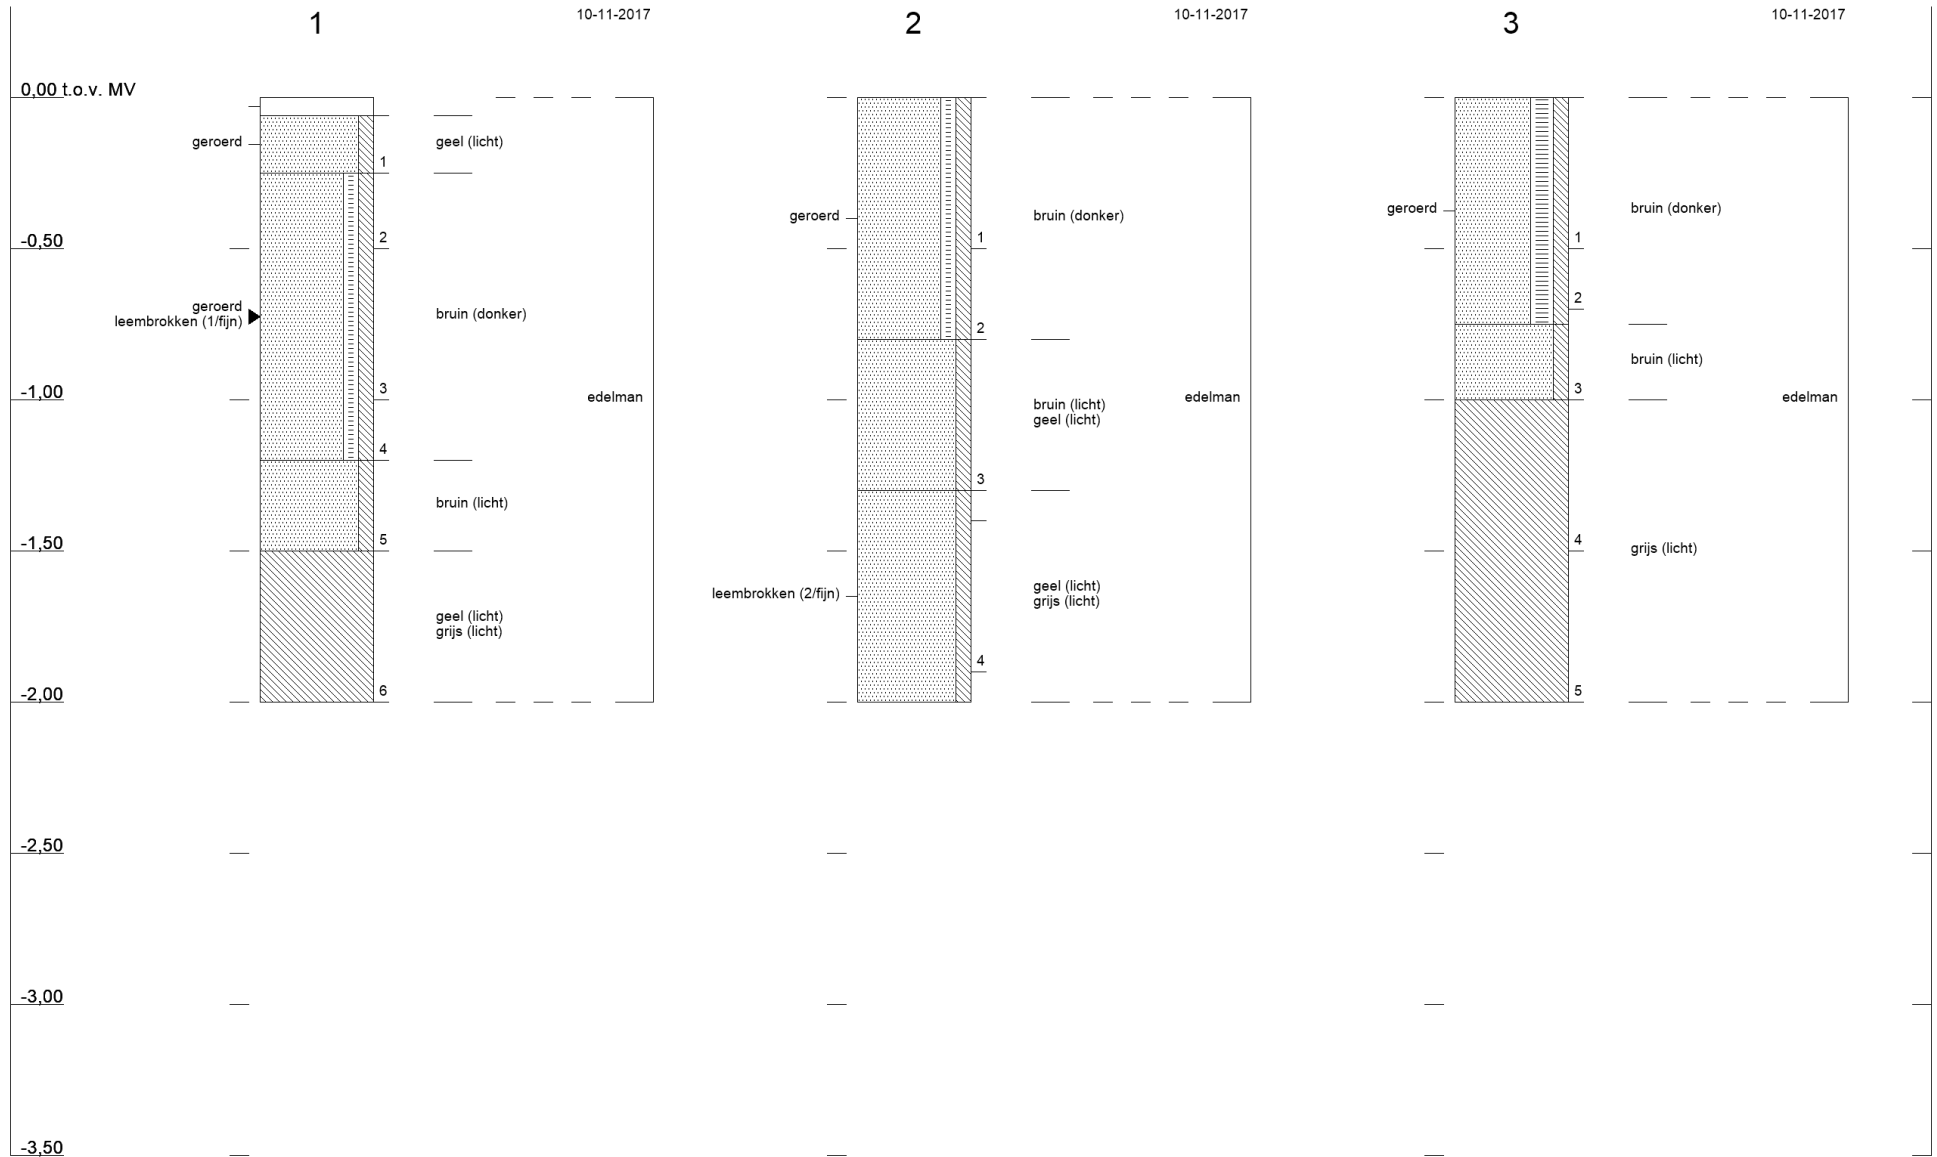 1
10-11-2017
2
10-11-2017
3
10-11-2017
0,00 t.o.v. MV
-0,50
-1,00
-1,50
-2,00
-2,50
-3,00
-3,50
geroerd
geroerd
leembrokken (1/fijn)
1
2
3
4
5
6
geel (licht)
bruin (donker)
bruin (licht)
geel (licht)
grijs (licht)
edelman
geroerd
leembrokken (2/fijn)
1
2
3
4
bruin (donker)
bruin (licht)
geel (licht)
geel (licht)
grijs (licht)
edelman
geroerd
1
2
3
4
5
bruin (donker)
bruin (licht)
grijs (licht)
edelman